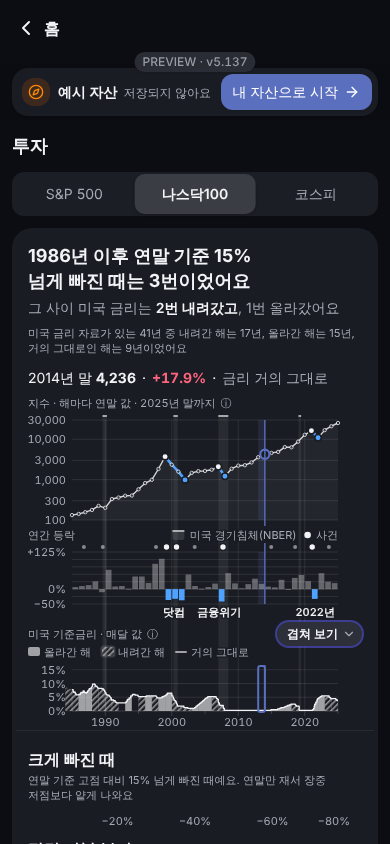 홈
PREVIEW · v5.137
예시 자산 저장되지 않아요
내 자산으로 시작 →
투자
S&P 500
나스닥100
코스피
1986년 이후 연말 기준 15%
넘게 빠진 때는 3번이었어요
그 사이 미국 금리는 2번 내려갔고, 1번 올라갔어요
미국 금리 자료가 있는 41년 중 내려간 해는 17년, 올라간 해는 15년,
거의 그대로인 해는 9년이었어요
2014년 말 4,236 · +17.9% · 금리 거의 그대로
지수 · 해마다 연말 값 · 2025년 말까지 ⓘ
30,000
10,000
3,000
1,000
300
100
연간 등락
미국 경기침체(NBER)
사건
+125%
0%
−50%
닷컴
금융위기
2022년
미국 기준금리 · 매달 값 ⓘ
겹쳐 보기
올라간 해
내려간 해
거의 그대로
15%
10%
5%
0%
1990
2000
2010
2020
크게 빠진 때
연말 기준 고점 대비 15% 넘게 빠진 때예요. 연말만 재서 장중
저점보다 얕게 나와요
−20%
−40%
−60%
−80%